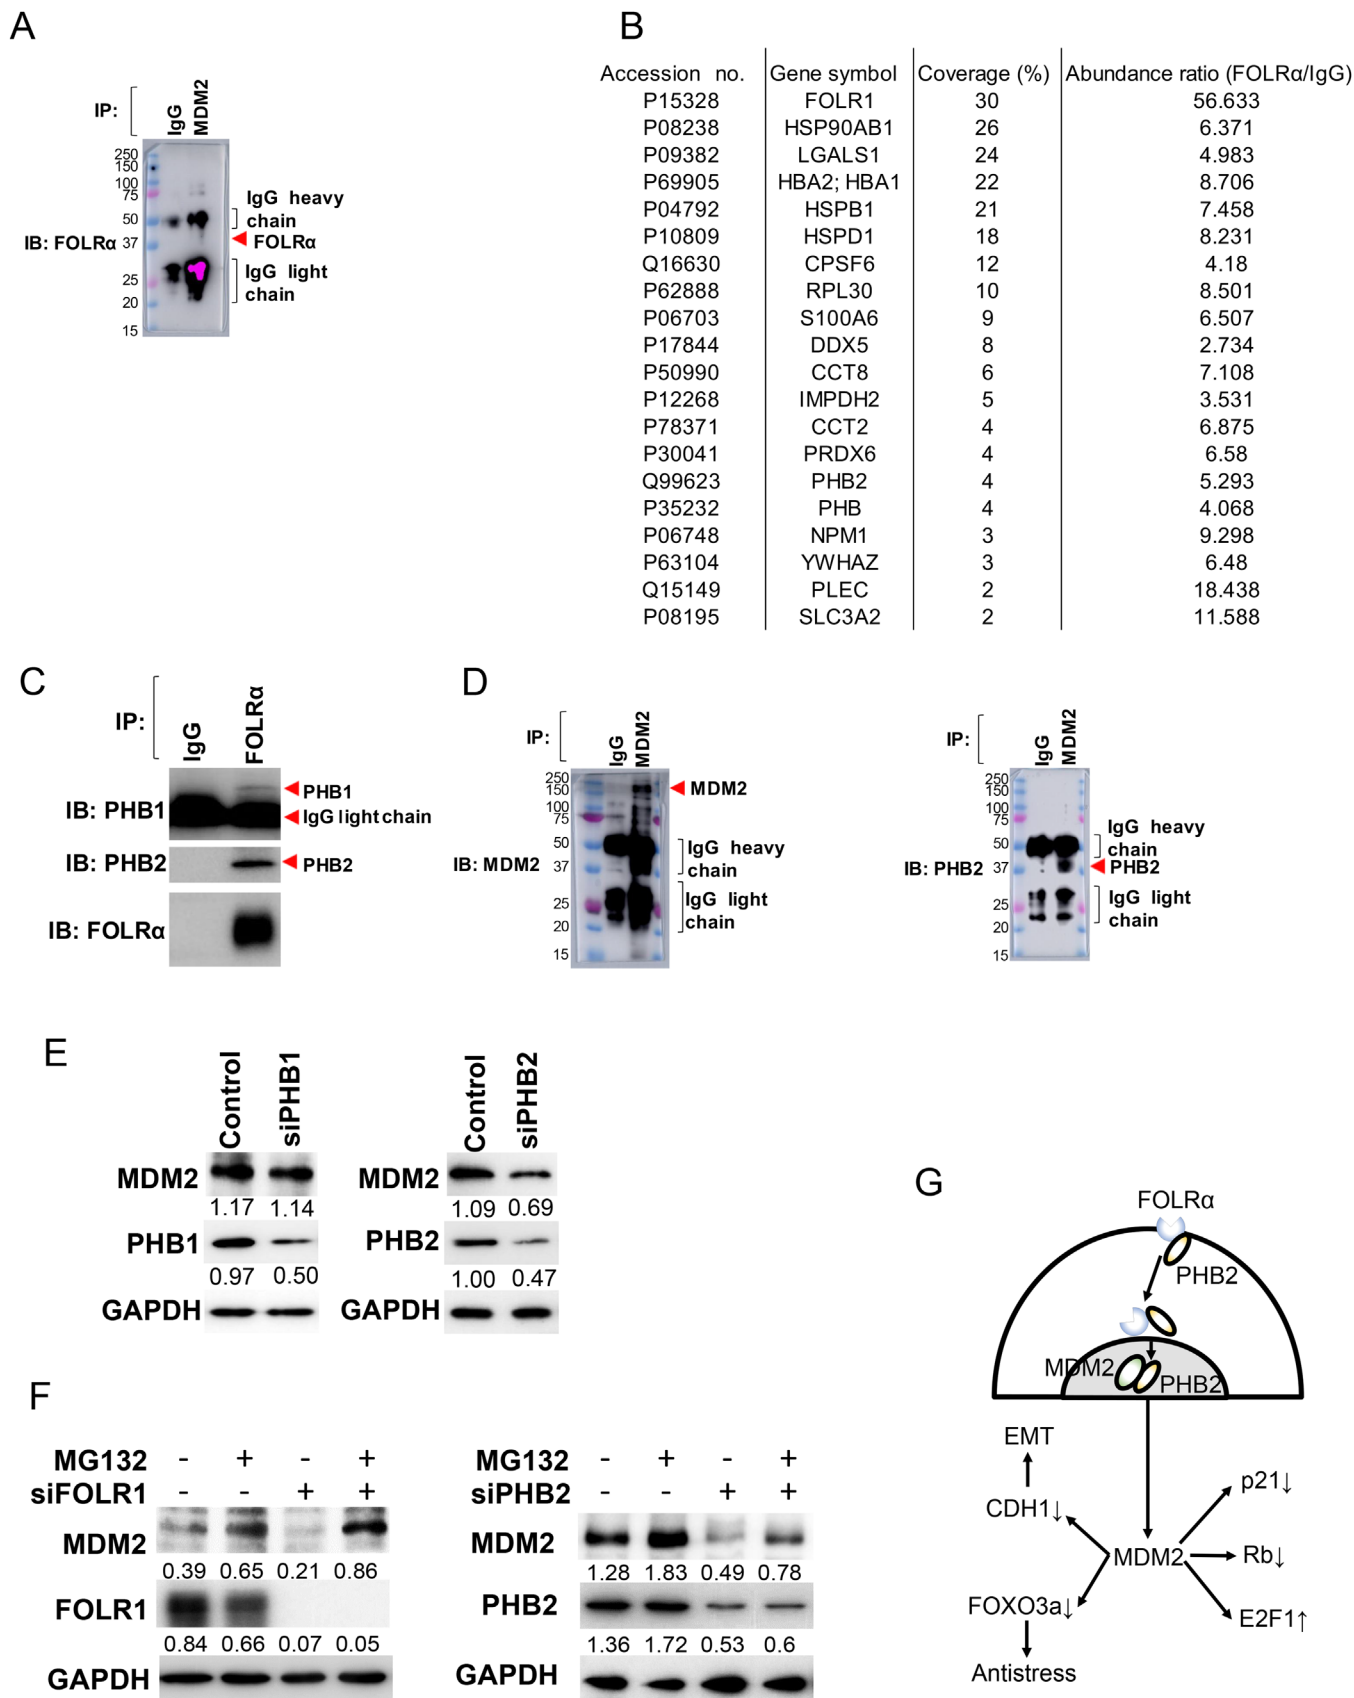 A
IP:
IgG
MDM2
250
150
100
75
50
37
25
20
15
IB: FOLRα
IgG heavy
chain
FOLRα
IgG light
chain
B
Accession no. Gene symbol Coverage (%) Abundance ratio (FOLRα/IgG)
P15328 FOLR1 30 56.633
P08238 HSP90AB1 26 6.371
P09382 LGALS1 24 4.983
P69905 HBA2; HBA1 22 8.706
P04792 HSPB1 21 7.458
P10809 HSPD1 18 8.231
Q16630 CPSF6 12 4.18
P62888 RPL30 10 8.501
P06703 S100A6 9 6.507
P17844 DDX5 8 2.734
P50990 CCT8 6 7.108
P12268 IMPDH2 5 3.531
P78371 CCT2 4 6.875
P30041 PRDX6 4 6.58
Q99623 PHB2 4 5.293
P35232 PHB 4 4.068
P06748 NPM1 3 9.298
P63104 YWHAZ 3 6.48
Q15149 PLEC 2 18.438
P08195 SLC3A2 2 11.588
C
IP:
IgG
FOLRα
IB: PHB1
PHB1
IgG light chain
IB: PHB2
PHB2
IB: FOLRα
D
IP:
IgG
MDM2
250
150
100
75
50
37
25
20
15
IB: MDM2
MDM2
IgG heavy
chain
IgG light
chain
IP:
IgG
MDM2
250
150
100
75
50
37
25
20
15
IB: PHB2
IgG heavy
chain
PHB2
IgG light
chain
E
Control
siPHB1
MDM2
1.17 1.14
PHB1
0.97 0.50
GAPDH
Control
siPHB2
MDM2
1.09 0.69
PHB2
1.00 0.47
GAPDH
F
MG132 - + - +
siFOLR1 - - + +
MDM2
0.39 0.65 0.21 0.86
FOLR1
0.84 0.66 0.07 0.05
GAPDH
MG132 - + - +
siPHB2 - - + +
MDM2
1.28 1.83 0.49 0.78
PHB2
1.36 1.72 0.53 0.6
GAPDH
G
FOLRα
PHB2
MDM2
PHB2
EMT
CDH1↓
p21↓
MDM2
Rb↓
FOXO3a↓
E2F1↑
Antistress